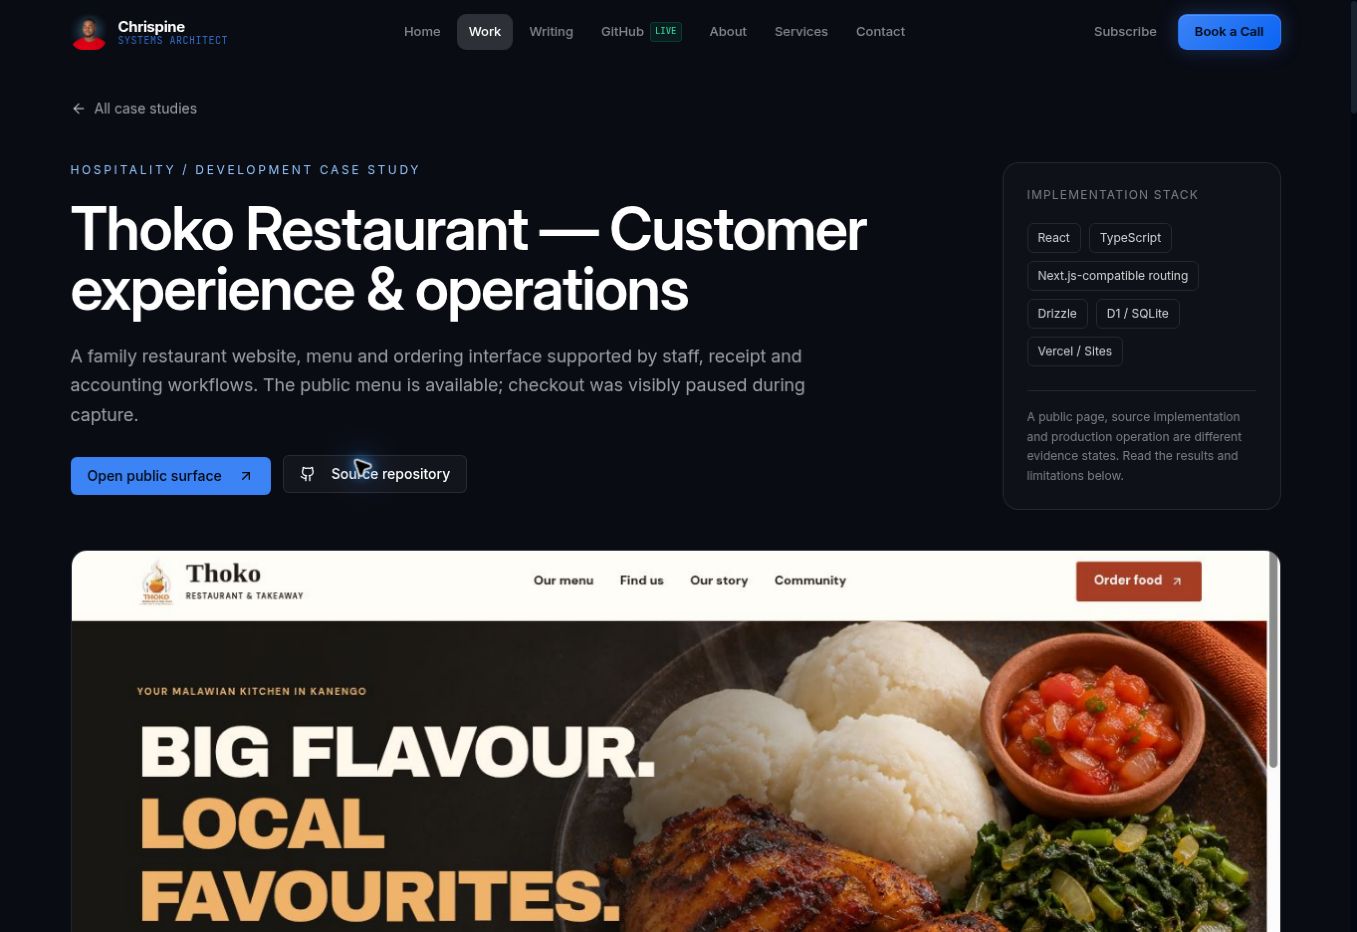 Chrispine
SYSTEMS ARCHITECT
Home Work Writing GitHub LIVE About Services Contact
Subscribe Book a Call
All case studies
HOSPITALITY / DEVELOPMENT CASE STUDY
Thoko Restaurant — Customer
experience & operations
A family restaurant website, menu and ordering interface supported by staff, receipt and
accounting workflows. The public menu is available; checkout was visibly paused during
capture.
Open public surface
Source repository
IMPLEMENTATION STACK
React TypeScript
Next.js-compatible routing
Drizzle D1 / SQLite
Vercel / Sites
A public page, source implementation
and production operation are different
evidence states. Read the results and
limitations below.
Thoko
RESTAURANT & TAKEAWAY
Our menu Find us Our story Community
Order food
YOUR MALAWIAN KITCHEN IN KANENGO
BIG FLAVOUR.
LOCAL
FAVOURITES.